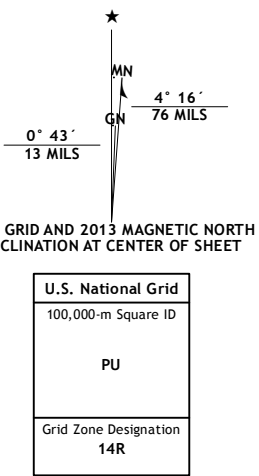 ★
MN
4° 16´
76 MILS
GN
0° 43´
13 MILS
GRID AND 2013 MAGNETIC NORTH
CLINATION AT CENTER OF SHEET
U.S. National Grid
100,000-m Square ID
PU
Grid Zone Designation
14R